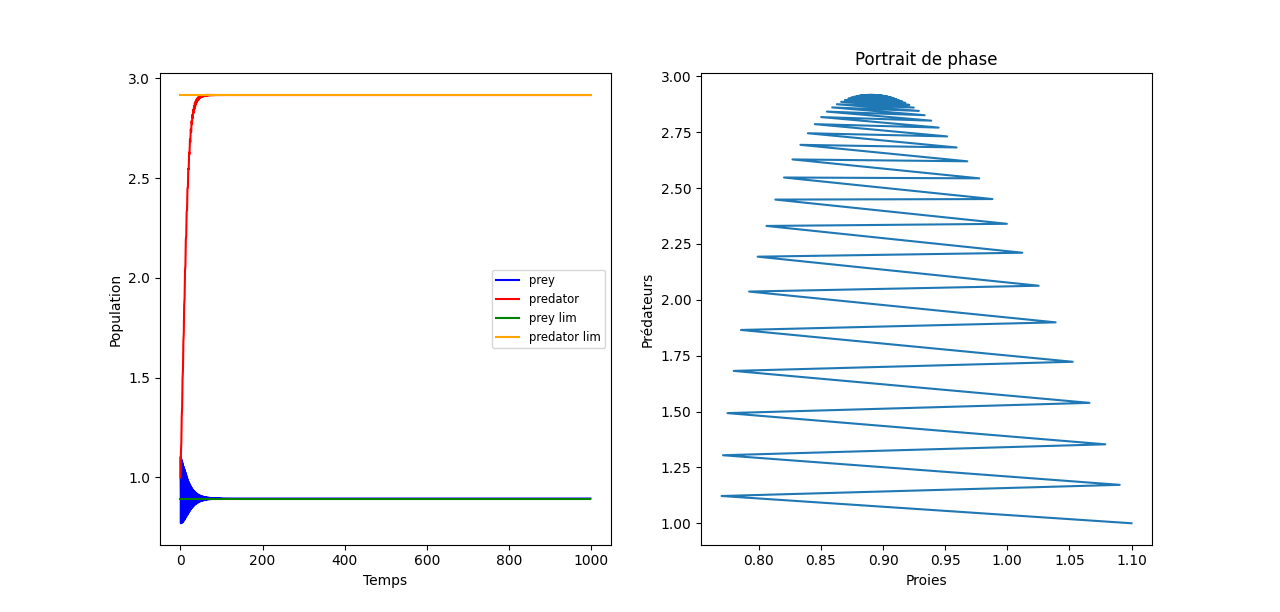 3.0
2.5
2.0
1.5
1.0
Population
0 200 400 600 800 1000
Temps
prey
predator
prey lim
predator lim
Portrait de phase
3.00
2.75
2.50
2.25
2.00
1.75
1.50
1.25
1.00
Prédateurs
0.80 0.85 0.90 0.95 1.00 1.05 1.10
Proies